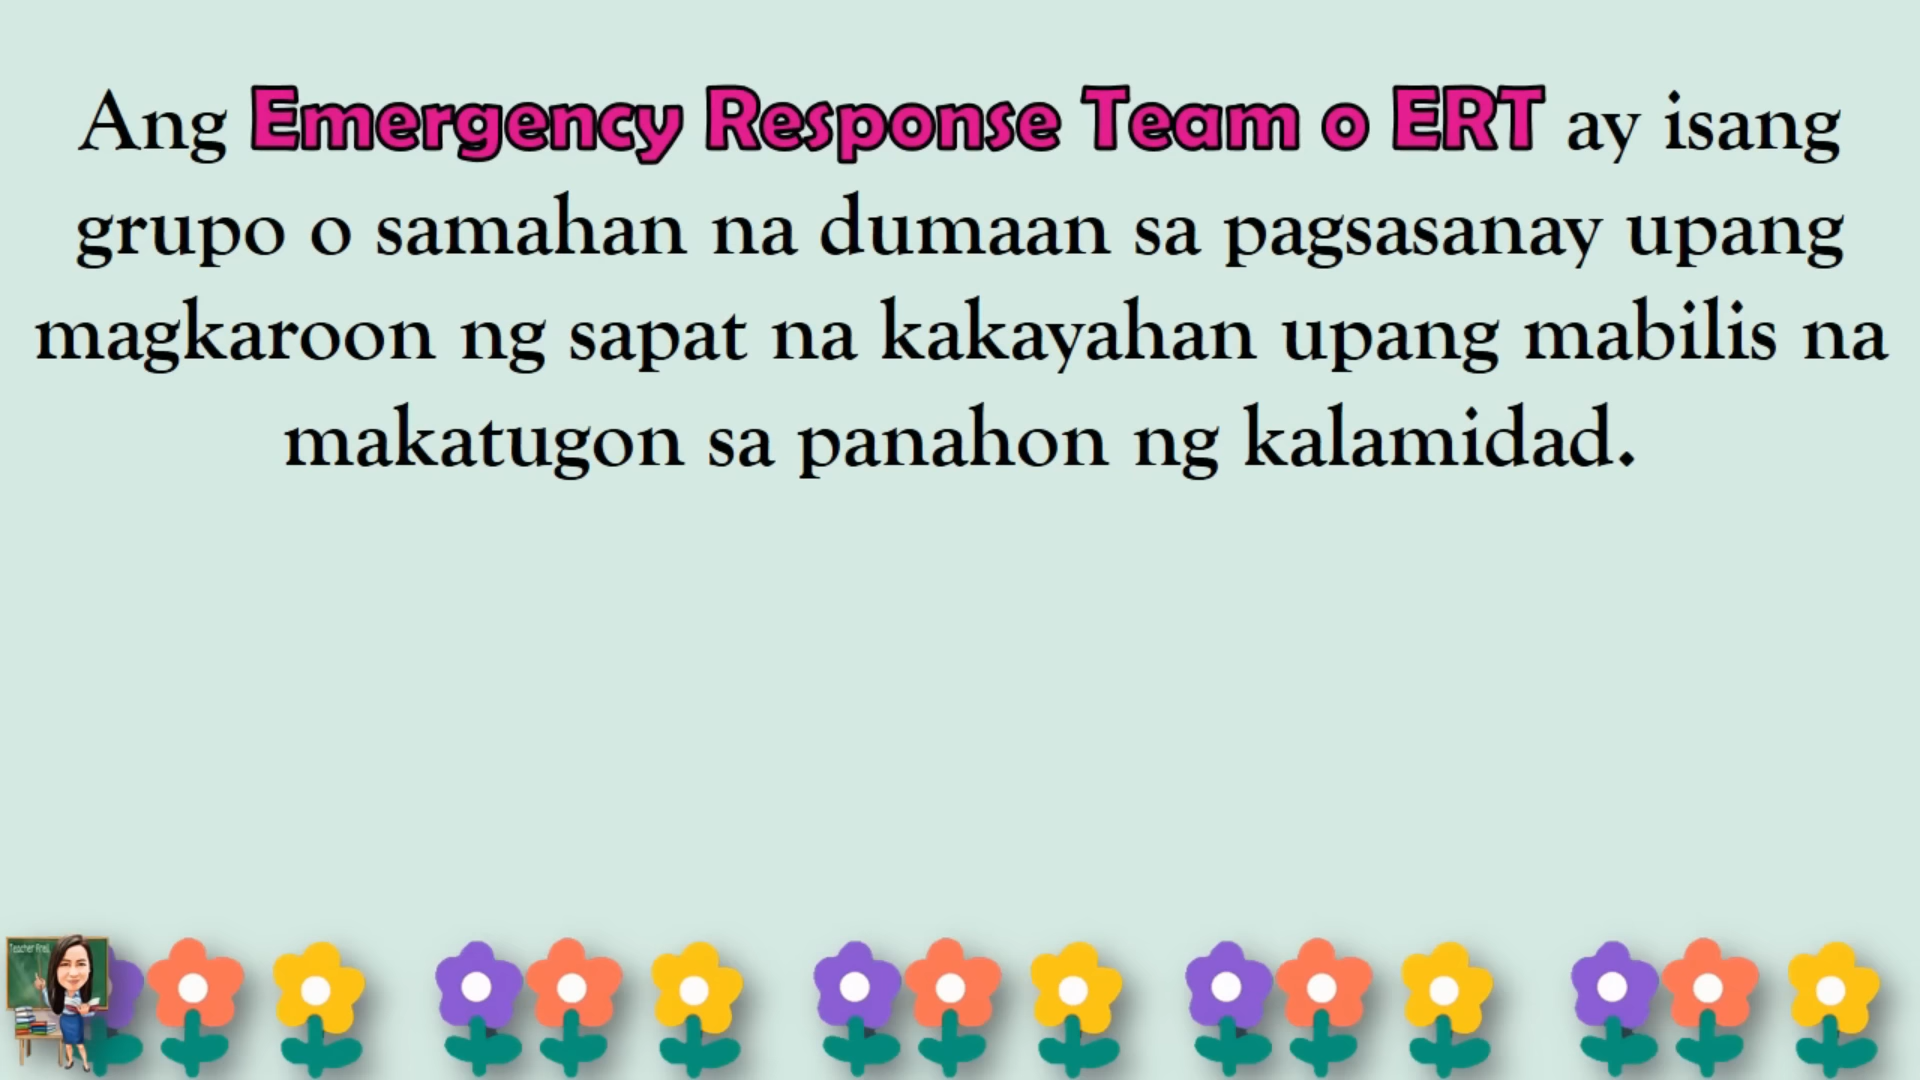 Ang Emergency Response Team o ERT ay isang
grupo o samahan na dumaan sa pagsasanay upang
magkaroon ng sapat na kakayahan upang mabilis na
makatugon sa panahon ng kalamidad.